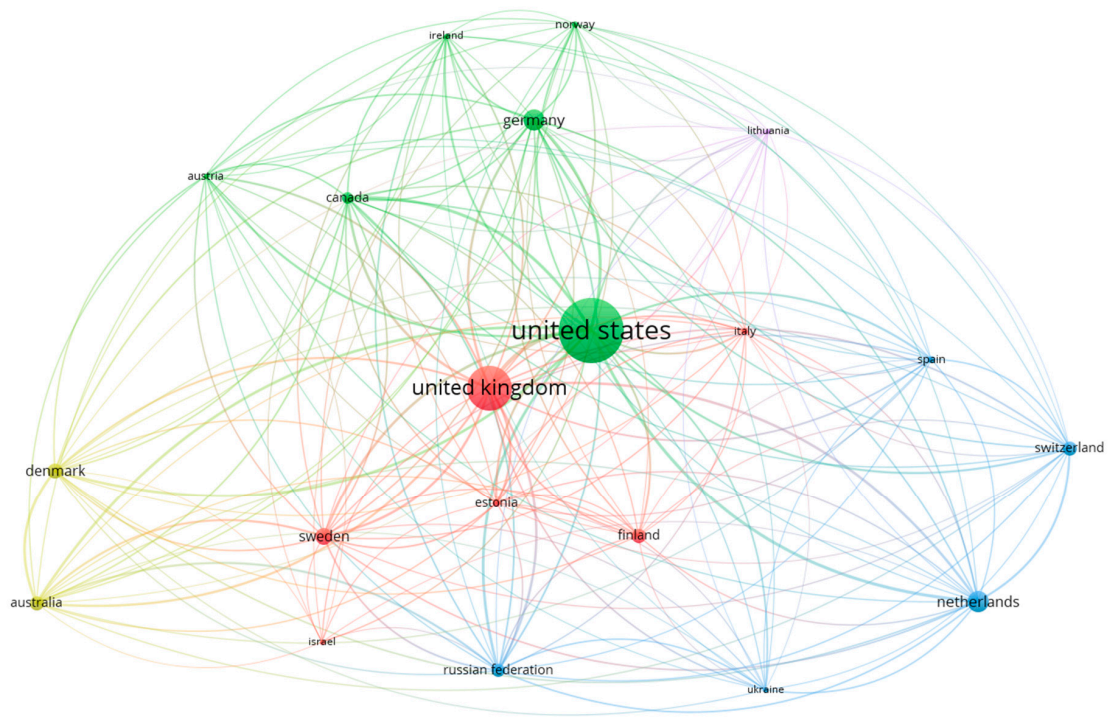 norway
ireland
germany
lithuania
austria
canada
united states
italy
spain
united kingdom
switzerland
denmark
estonia
sweden
finland
australia
netherlands
israel
russian federation
ukraine